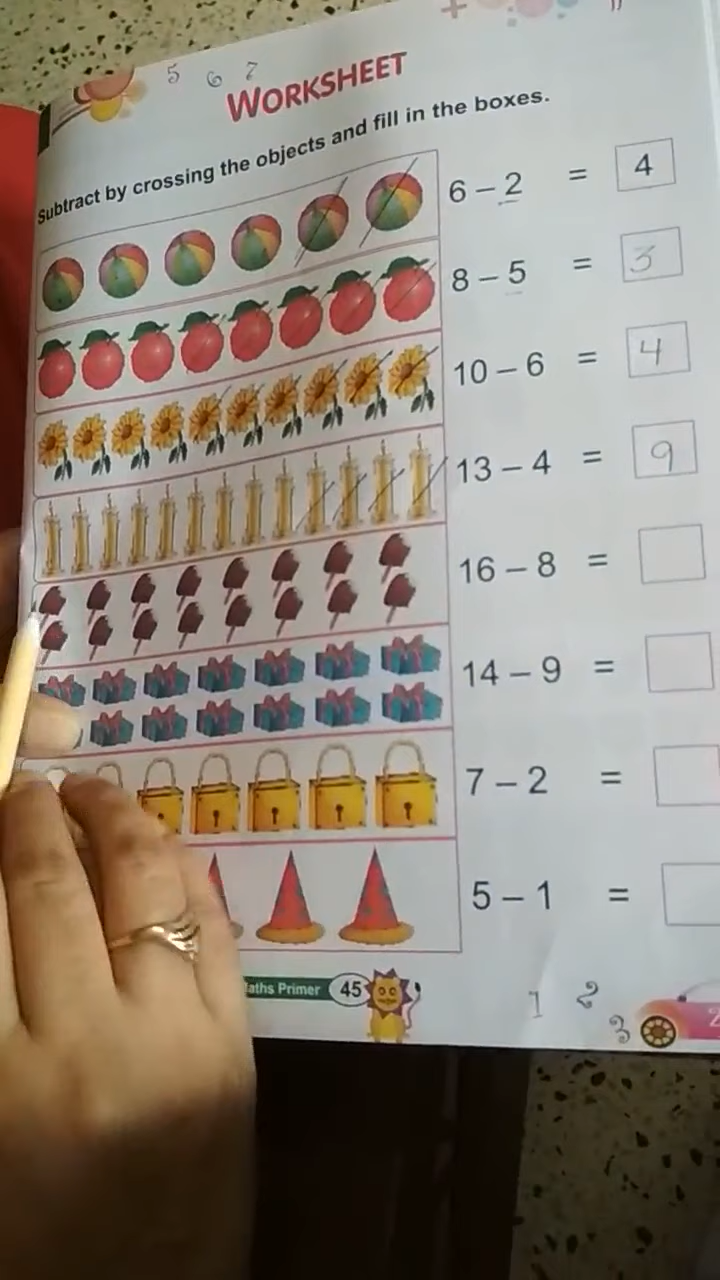 5 6 7
WORKSHEET
Subtract by crossing the objects and fill in the boxes.
6 – 2 = 4
8 – 5 = 3
10 – 6 = 4
13 – 4 = 9
16 – 8 =
14 – 9 =
7 – 2 =
5 – 1 =
aths Primer 45
1 2 3
2